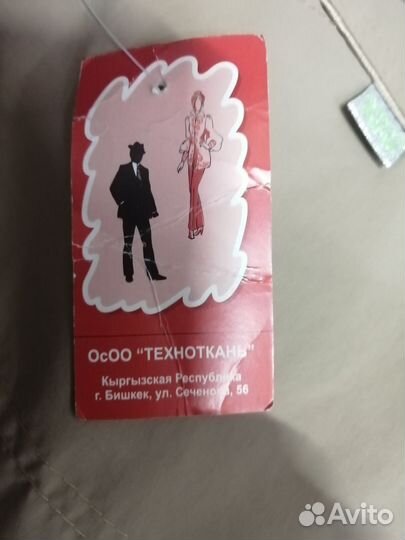 ОсОО "ТЕХНОТКАНЬ"
Кыргызская Республика
г. Бишкек, ул. Сеченова, 56
Avito